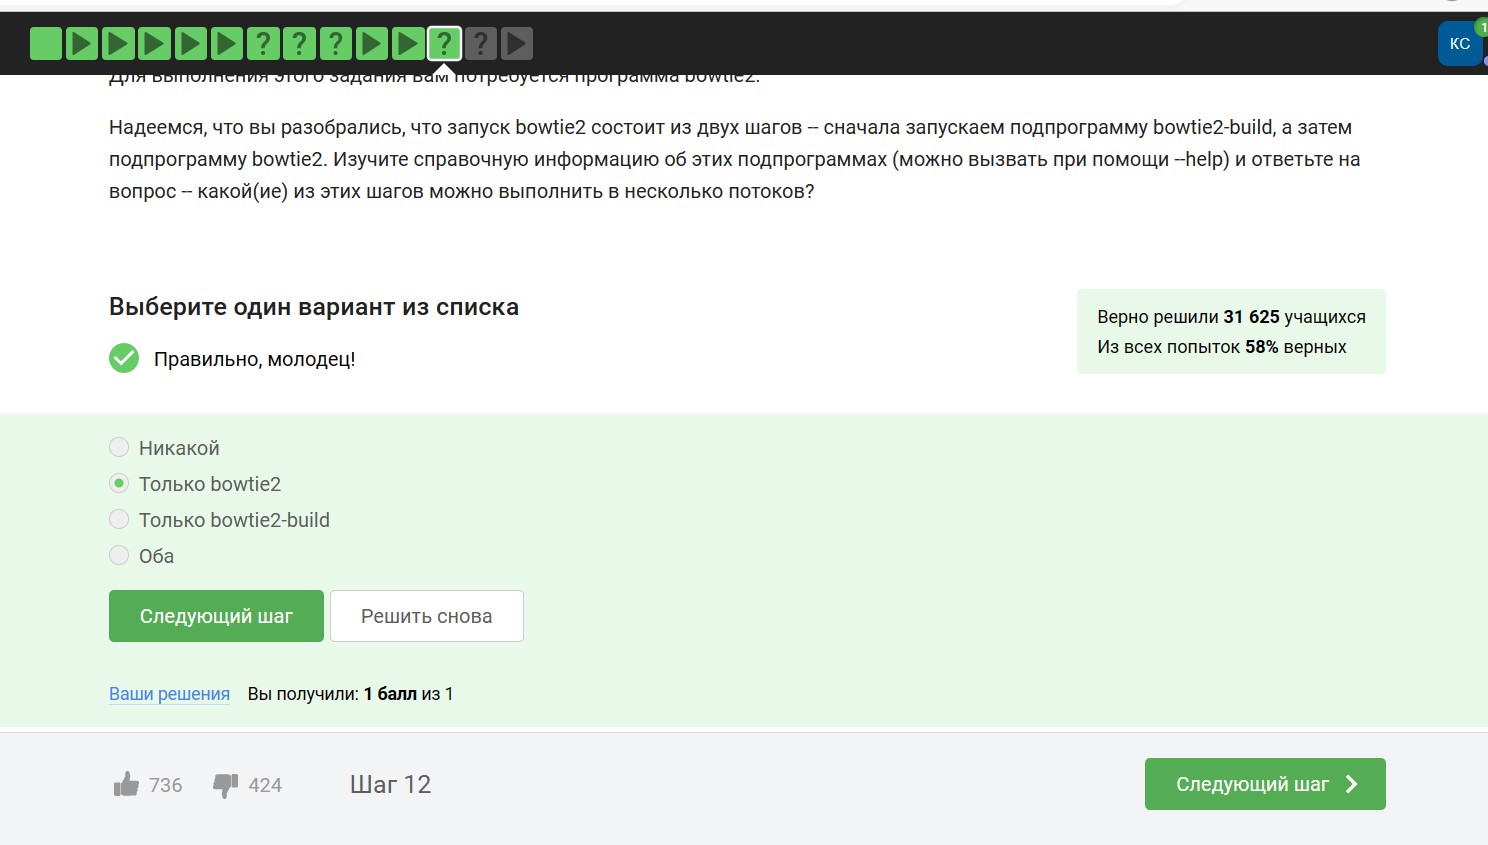 КС
1
Для выполнения этого задания вам потребуется программа bowtie2.
Надеемся, что вы разобрались, что запуск bowtie2 состоит из двух шагов -- сначала запускаем подпрограмму bowtie2-build, а затем
подпрограмму bowtie2. Изучите справочную информацию об этих подпрограммах (можно вызвать при помощи --help) и ответьте на
вопрос -- какой(ие) из этих шагов можно выполнить в несколько потоков?
Выберите один вариант из списка
Верно решили 31 625 учащихся
Из всех попыток 58% верных
Правильно, молодец!
Никакой
Только bowtie2
Только bowtie2-build
Оба
Следующий шаг
Решить снова
Ваши решения Вы получили: 1 балл из 1
736 424 Шаг 12 Следующий шаг